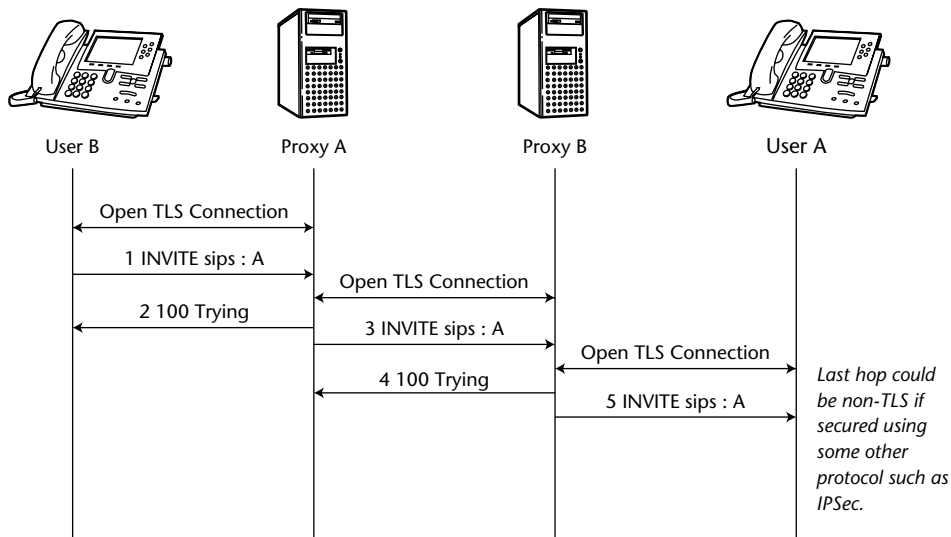 User B
Proxy A
Proxy B
User A
Open TLS Connection
1 INVITE sips : A
Open TLS Connection
2 100 Trying
3 INVITE sips : A
Open TLS Connection
4 100 Trying
5 INVITE sips : A
Last hop could
be non-TLS if
secured using
some other
protocol such as
IPSec.